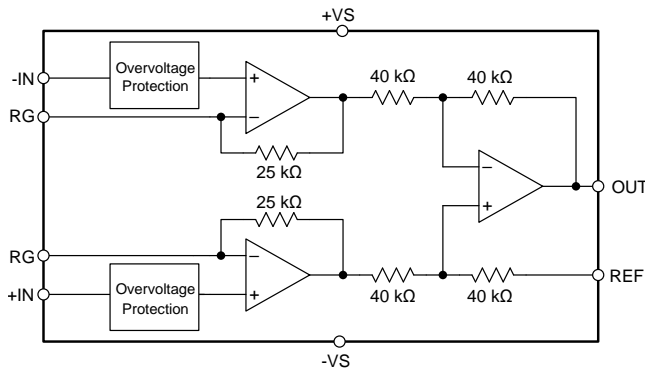 +VS
-IN
Overvoltage
Protection
+
−
RG
25 kΩ
40 kΩ
40 kΩ
−
+
OUT
25 kΩ
RG
−
+IN
Overvoltage
Protection
+
40 kΩ
40 kΩ
REF
-VS